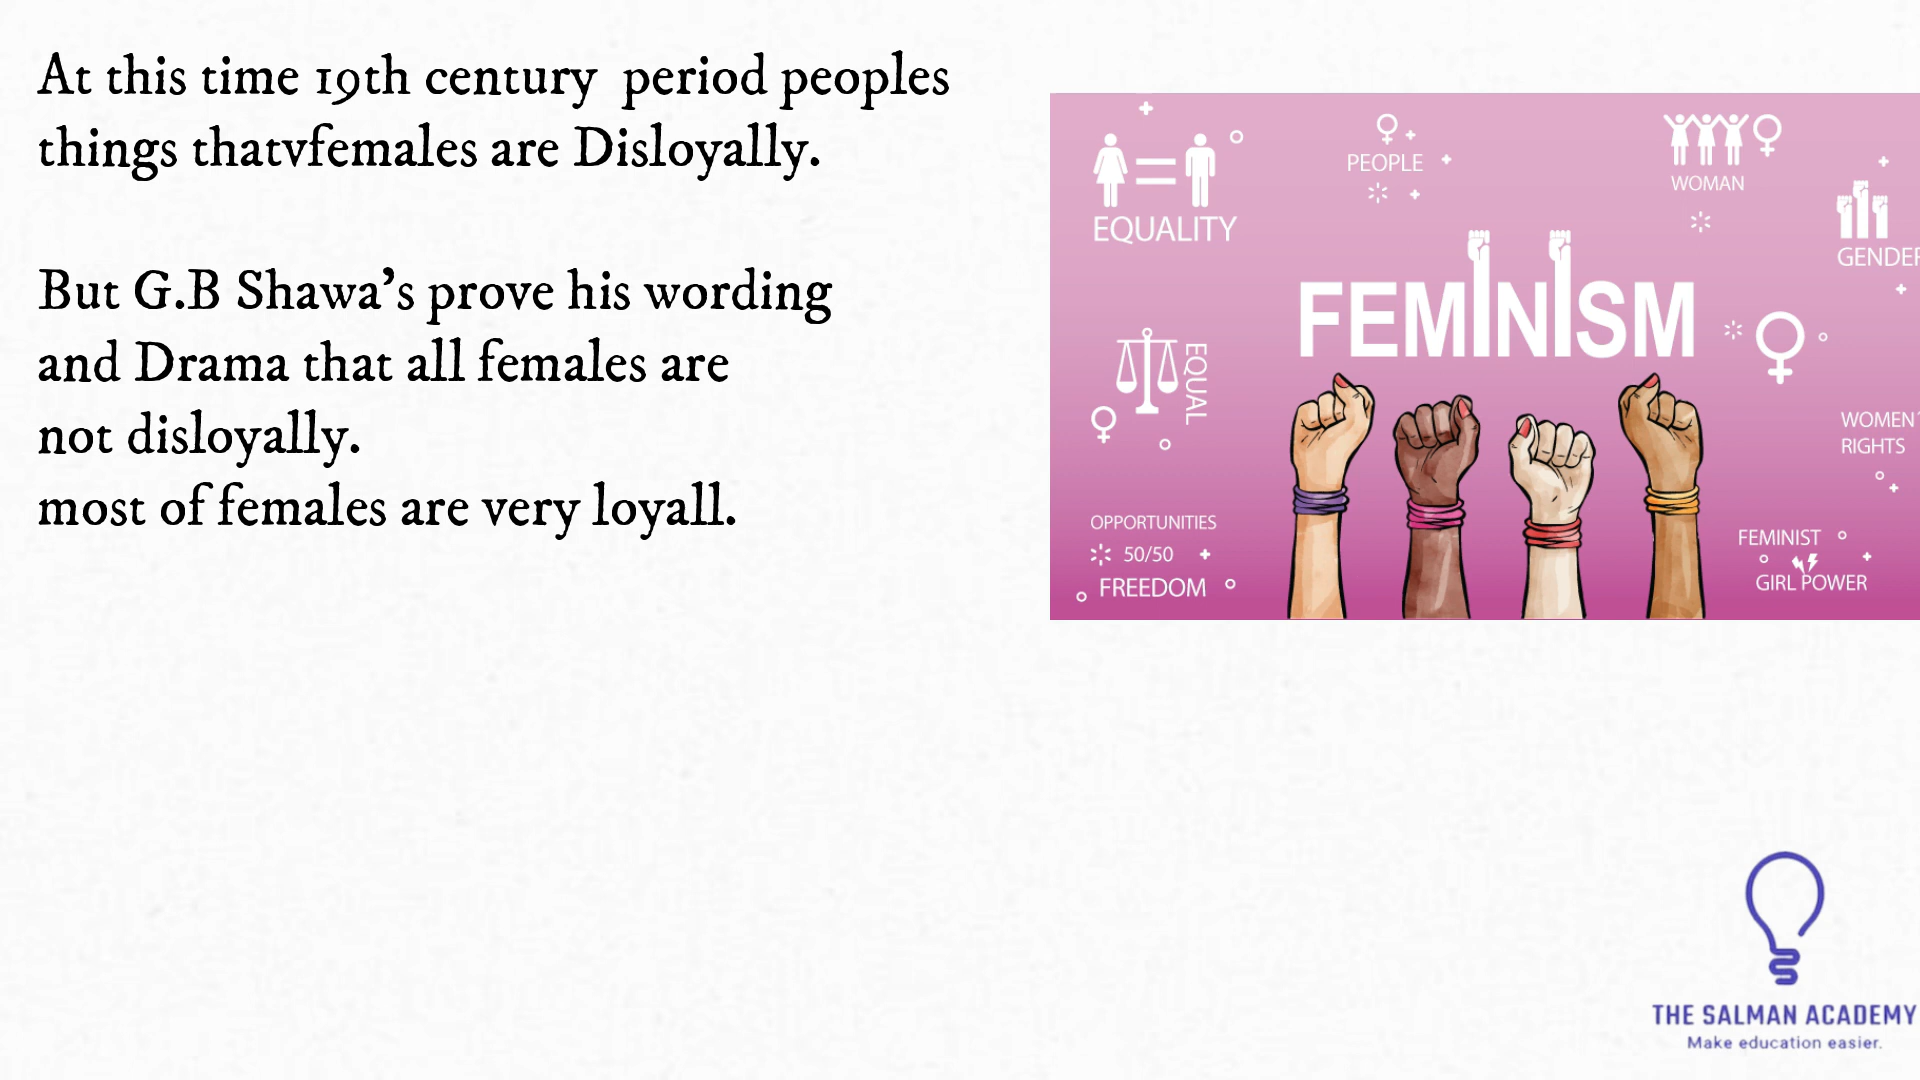 At this time 19th century period peoples
things thatvfemales are Disloyally.
But G.B Shawa's prove his wording
and Drama that all females are
not disloyally.
most of females are very loyall.
EQUALITY
PEOPLE
WOMAN
GENDER
FEMINISM
EQUAL
WOMEN'
RIGHTS
OPPORTUNITIES
50/50
FREEDOM
FEMINIST
GIRL POWER
THE SALMAN ACADEMY
Make education easier.